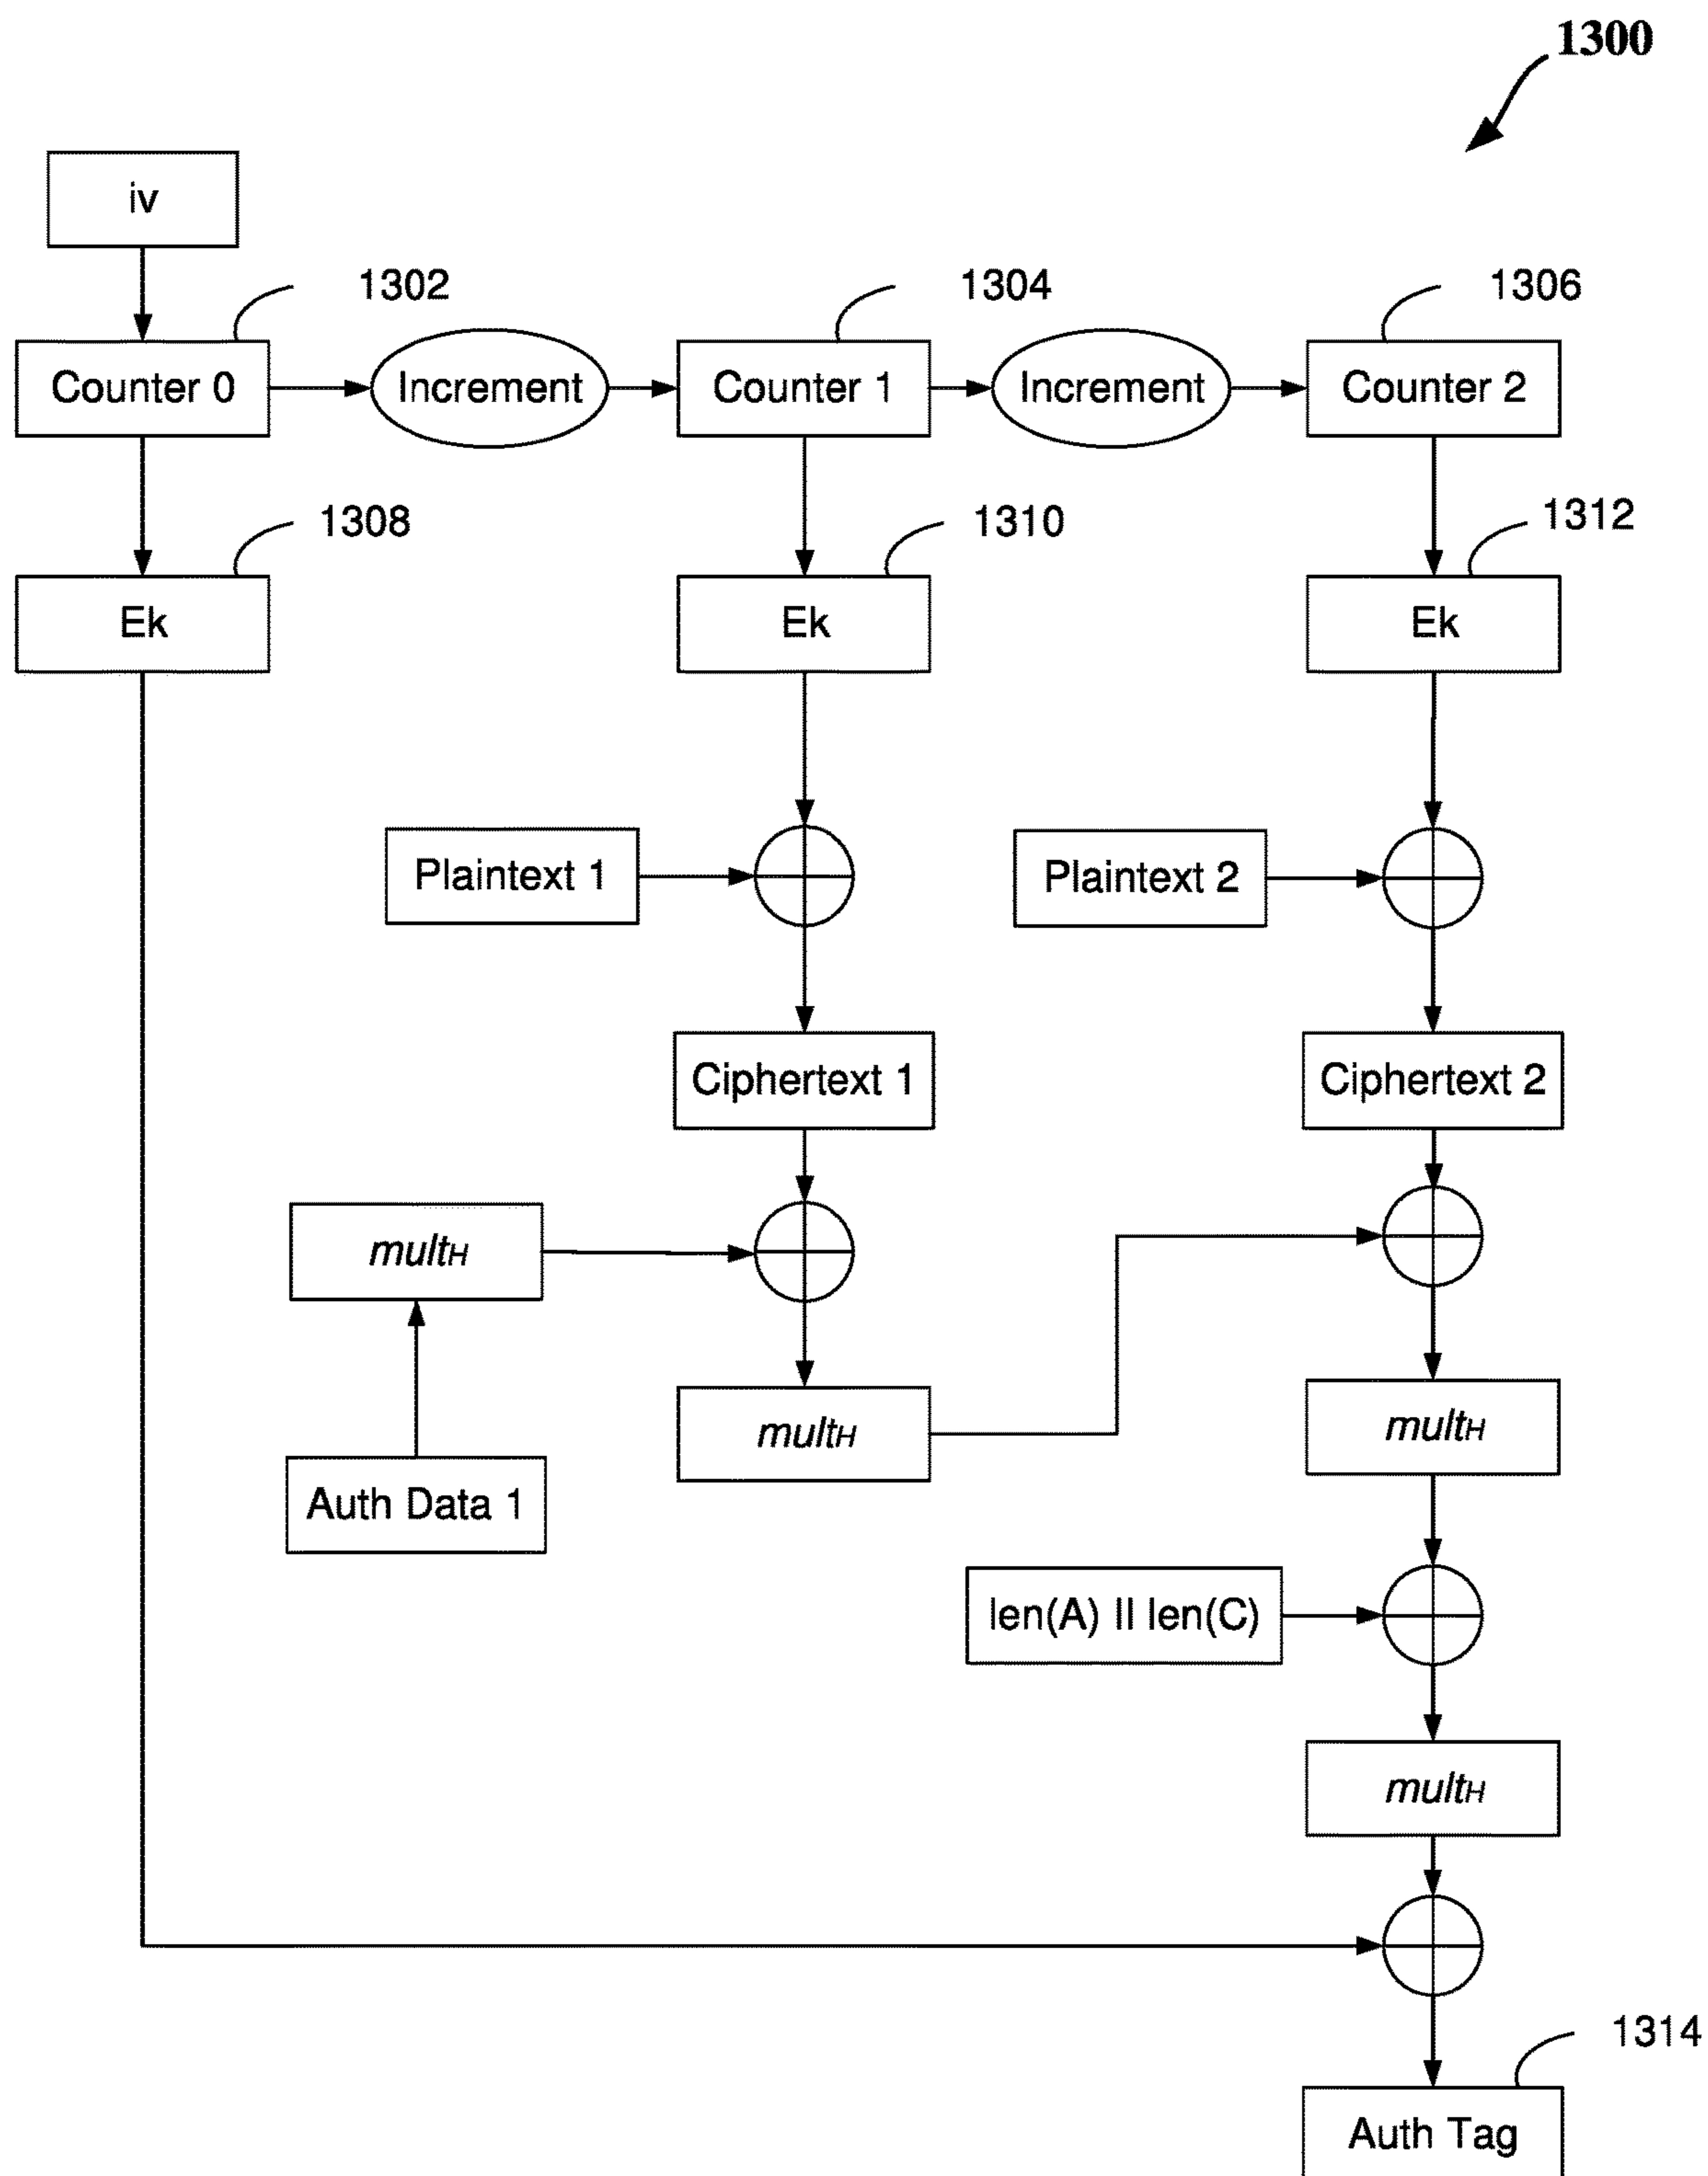 1300
iv
1302
1304
1306
Counter 0
Increment
Counter 1
Increment
Counter 2
1308
1310
1312
Ek
Ek
Ek
Plaintext 1
Plaintext 2
Ciphertext 1
Ciphertext 2
multH
multH
multH
Auth Data 1
len(A) II len(C)
multH
1314
Auth Tag